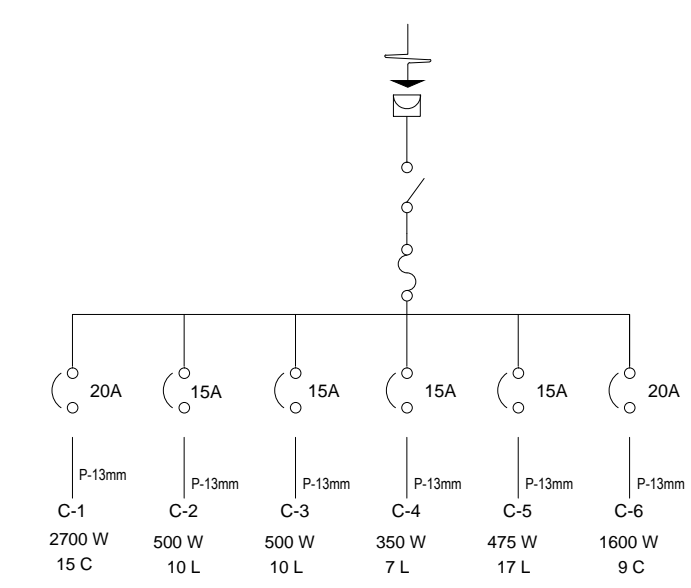 20A 15A 15A 15A 15A 20A
P-13mm P-13mm P-13mm P-13mm P-13mm P-13mm
C-1 C-2 C-3 C-4 C-5 C-6
2700 W 500 W 500 W 350 W 475 W 1600 W
15 C 10 L 10 L 7 L 17 L 9 C